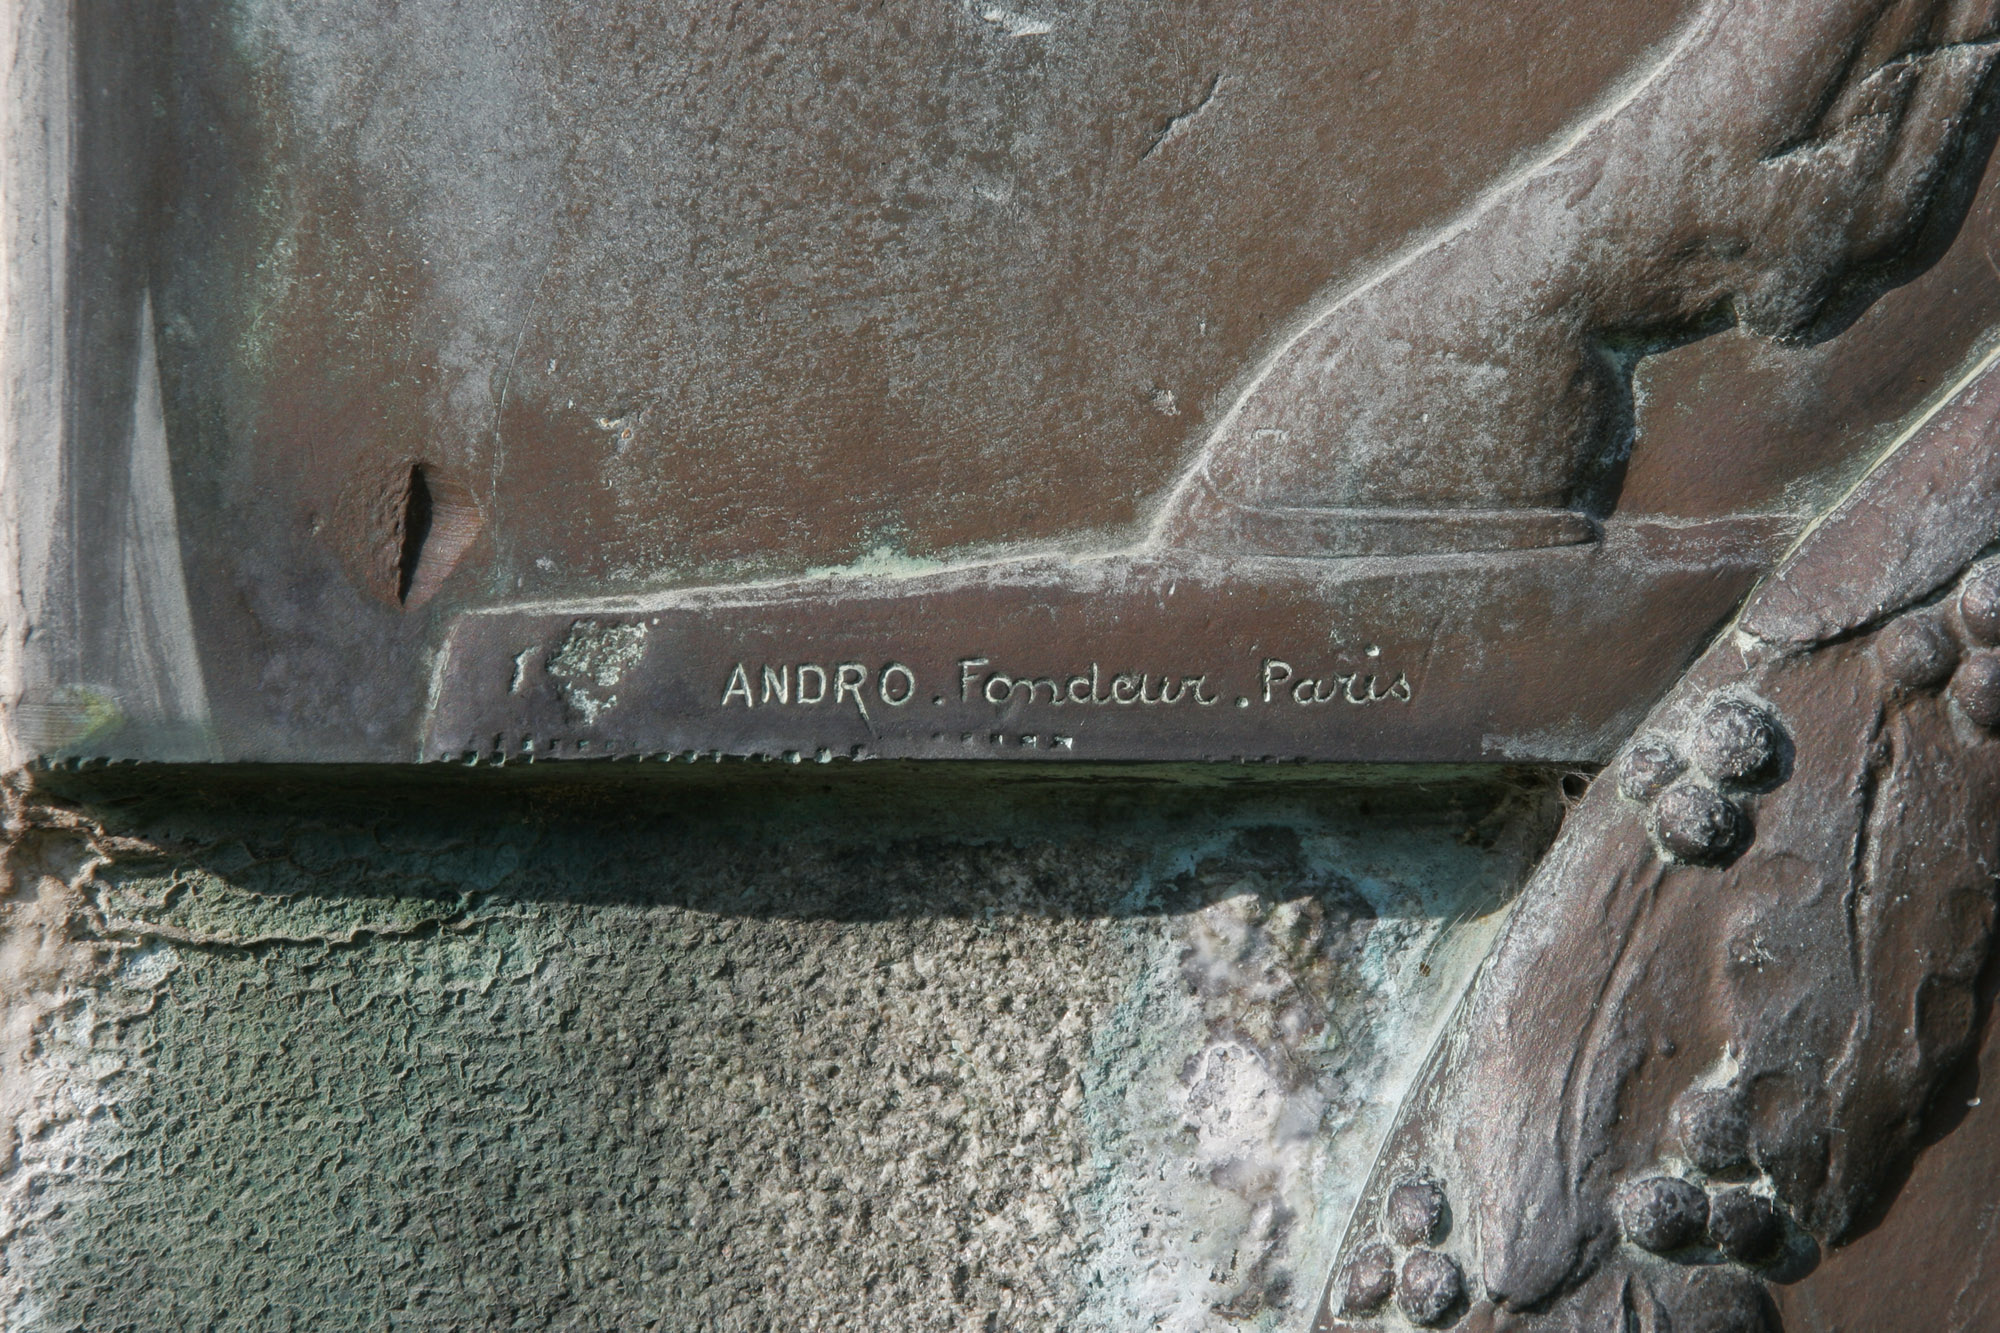 ANDRO . Fondeur . Paris